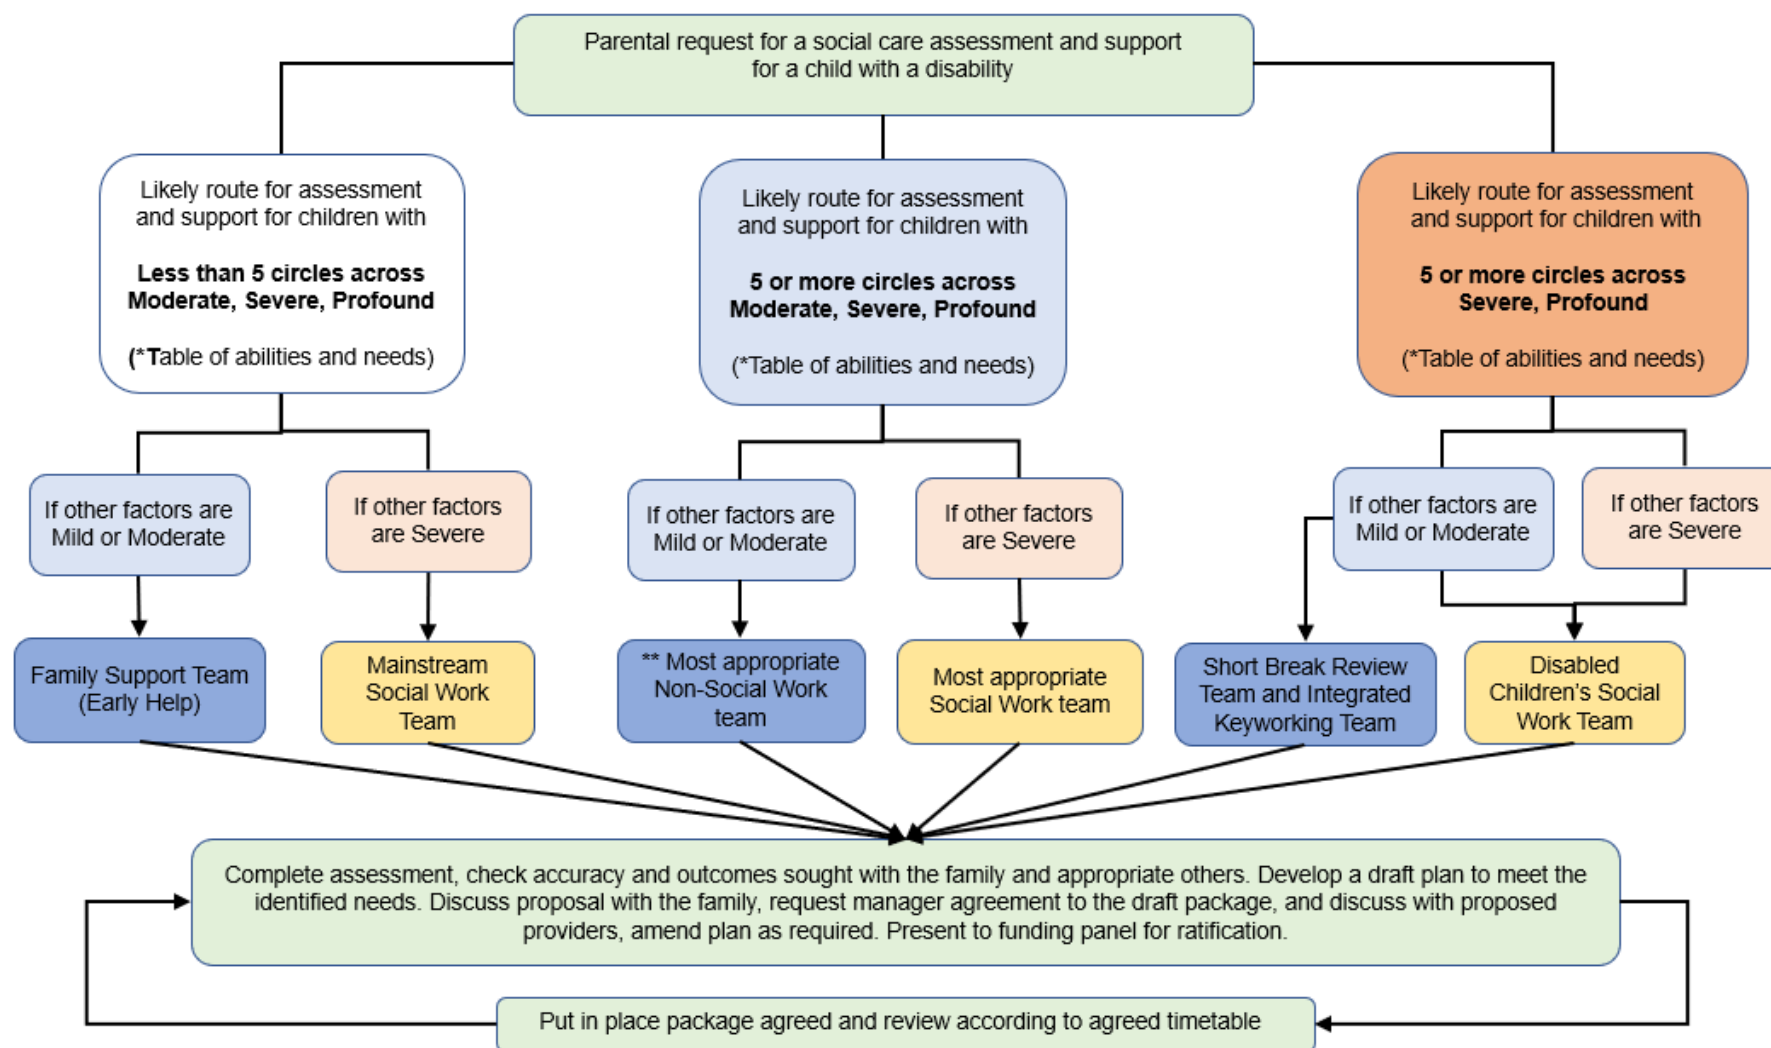 Parental request for a social care assessment and support
for a child with a disability
Likely route for assessment
and support for children with
Less than 5 circles across
Moderate, Severe, Profound
(*Table of abilities and needs)
Likely route for assessment
and support for children with
5 or more circles across
Moderate, Severe, Profound
(*Table of abilities and needs)
Likely route for assessment
and support for children with
5 or more circles across
Severe, Profound
(*Table of abilities and needs)
If other factors are
Mild or Moderate
If other factors
are Severe
If other factors are
Mild or Moderate
If other factors
are Severe
If other factors are
Mild or Moderate
If other factors
are Severe
Family Support Team
(Early Help)
Mainstream
Social Work
Team
** Most appropriate
Non-Social Work
team
Most appropriate
Social Work team
Short Break Review
Team and Integrated
Keyworking Team
Disabled
Children's Social
Work Team
Complete assessment, check accuracy and outcomes sought with the family and appropriate others. Develop a draft plan to meet the
identified needs. Discuss proposal with the family, request manager agreement to the draft package, and discuss with proposed
providers, amend plan as required. Present to funding panel for ratification.
Put in place package agreed and review according to agreed timetable